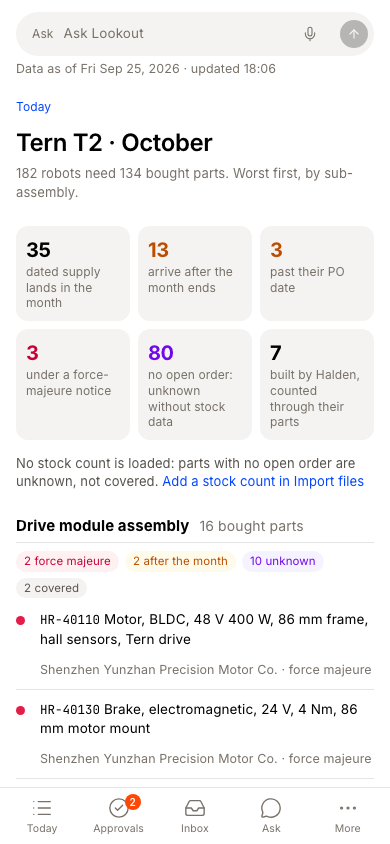 Ask Ask Lookout
Data as of Fri Sep 25, 2026 · updated 18:06
Today
Tern T2 · October
182 robots need 134 bought parts. Worst first, by sub-
assembly.
35
dated supply
lands in the
month
13
arrive after the
month ends
3
past their PO
date
3
under a force-
majeure notice
80
no open order:
unknown
without stock
data
7
built by Halden,
counted
through their
parts
No stock count is loaded: parts with no open order are
unknown, not covered. Add a stock count in Import files
Drive module assembly 16 bought parts
2 force majeure 2 after the month 10 unknown
2 covered
HR-40110 Motor, BLDC, 48 V 400 W, 86 mm frame,
hall sensors, Tern drive
Shenzhen Yunzhan Precision Motor Co. · force majeure
HR-40130 Brake, electromagnetic, 24 V, 4 Nm, 86
mm motor mount
Shenzhen Yunzhan Precision Motor Co. · force majeure
2
Today Approvals Inbox Ask More